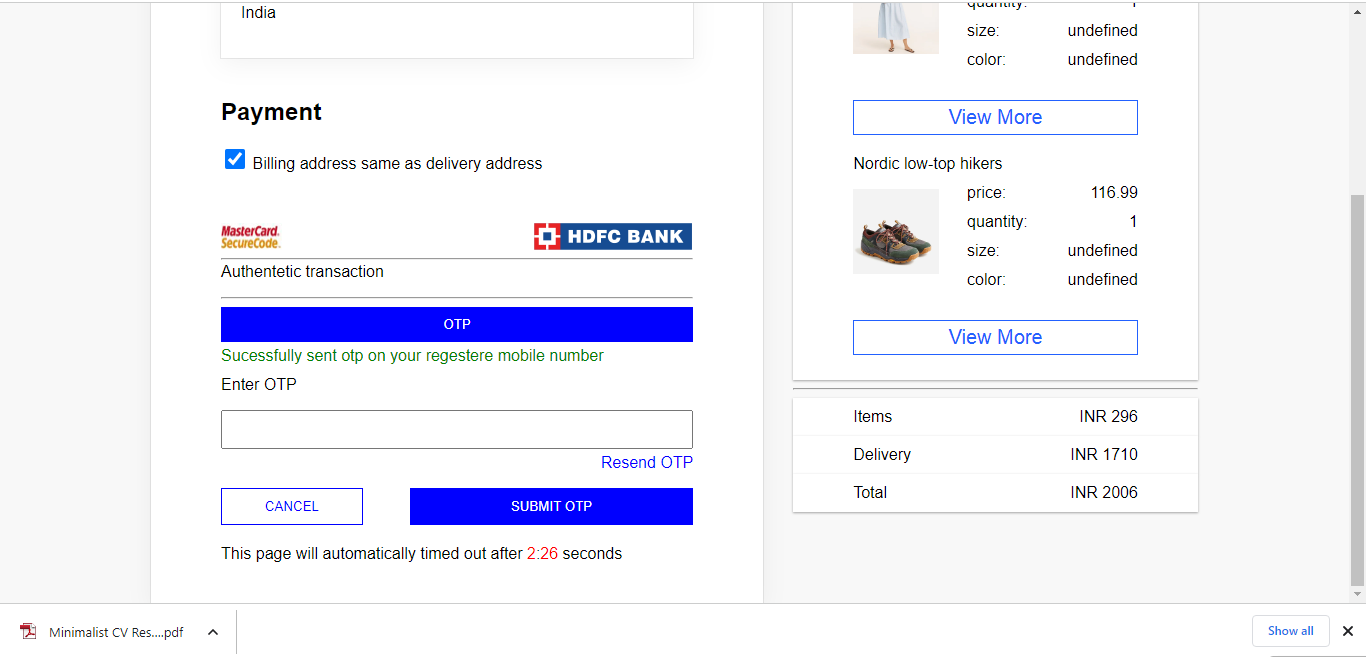 India
Payment
Billing address same as delivery address
MasterCard.
SecureCode.
HDFC BANK
Authentetic transaction
OTP
Sucessfully sent otp on your regestere mobile number
Enter OTP
Resend OTP
CANCEL
SUBMIT OTP
This page will automatically timed out after 2:26 seconds
quantity: 1
size: undefined
color: undefined
View More
Nordic low-top hikers
price: 116.99
quantity: 1
size: undefined
color: undefined
View More
Items INR 296
Delivery INR 1710
Total INR 2006
Minimalist CV Res....pdf
Show all